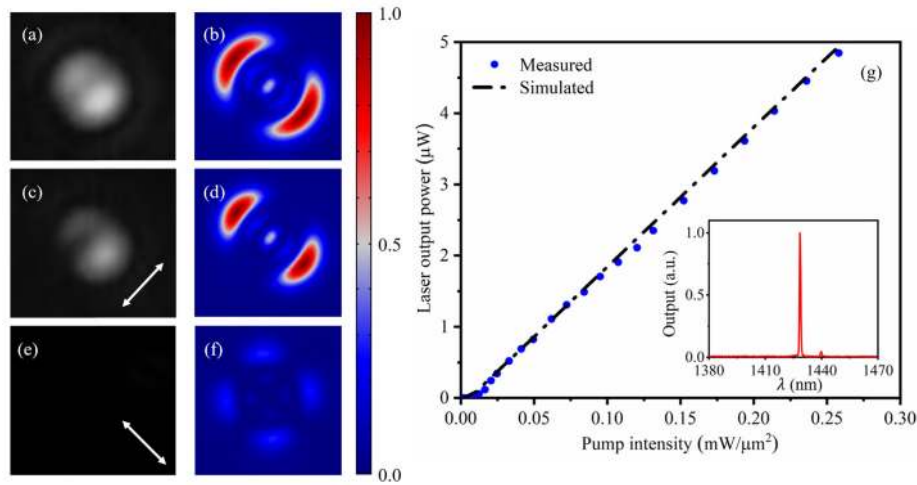 (a)
(b)
1.0
(c)
(d)
0.5
(e)
(f)
0.0
5
4
3
2
1
0
Laser output power (μW)
Measured
Simulated
(g)
1.0
0.5
0.0
Output (a.u.)
1380 1410 1440 1470
λ (nm)
0.00 0.05 0.10 0.15 0.20 0.25 0.30
Pump intensity (mW/μm²)